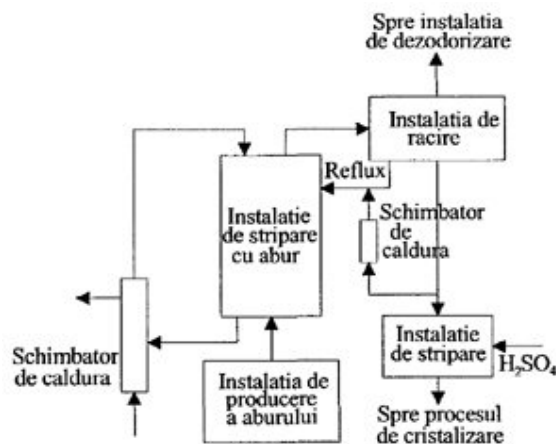 Spre instalatia
de dezodorizare
Instalatia de
racire
Reflux
Instalatie
de stripare
cu abur
Schimbator
de
caldura
Schimbator
de caldura
Instalatia de
producere
a aburului
Instalatie
de stripare
H₂SO₄
Spre procesul
de cristalizare